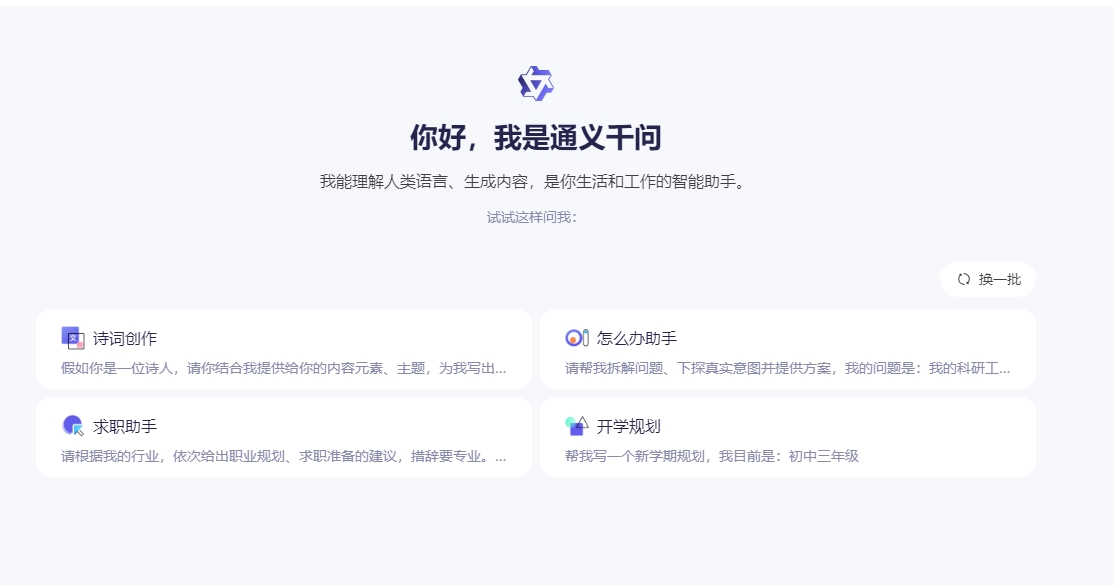 你好，我是通义千问
我能理解人类语言、生成内容，是你生活和工作的智能助手。
试试这样问我：
换一批
诗词创作
假如你是一位诗人，请你结合我提供给你的内容元素、主题，为我写出...
怎么办助手
请帮我拆解问题、下探真实意图并提供方案，我的问题是：我的科研工...
求职助手
请根据我的行业，依次给出职业规划、求职准备的建议，措辞要专业。...
开学规划
帮我写一个新学期规划，我目前是：初中三年级